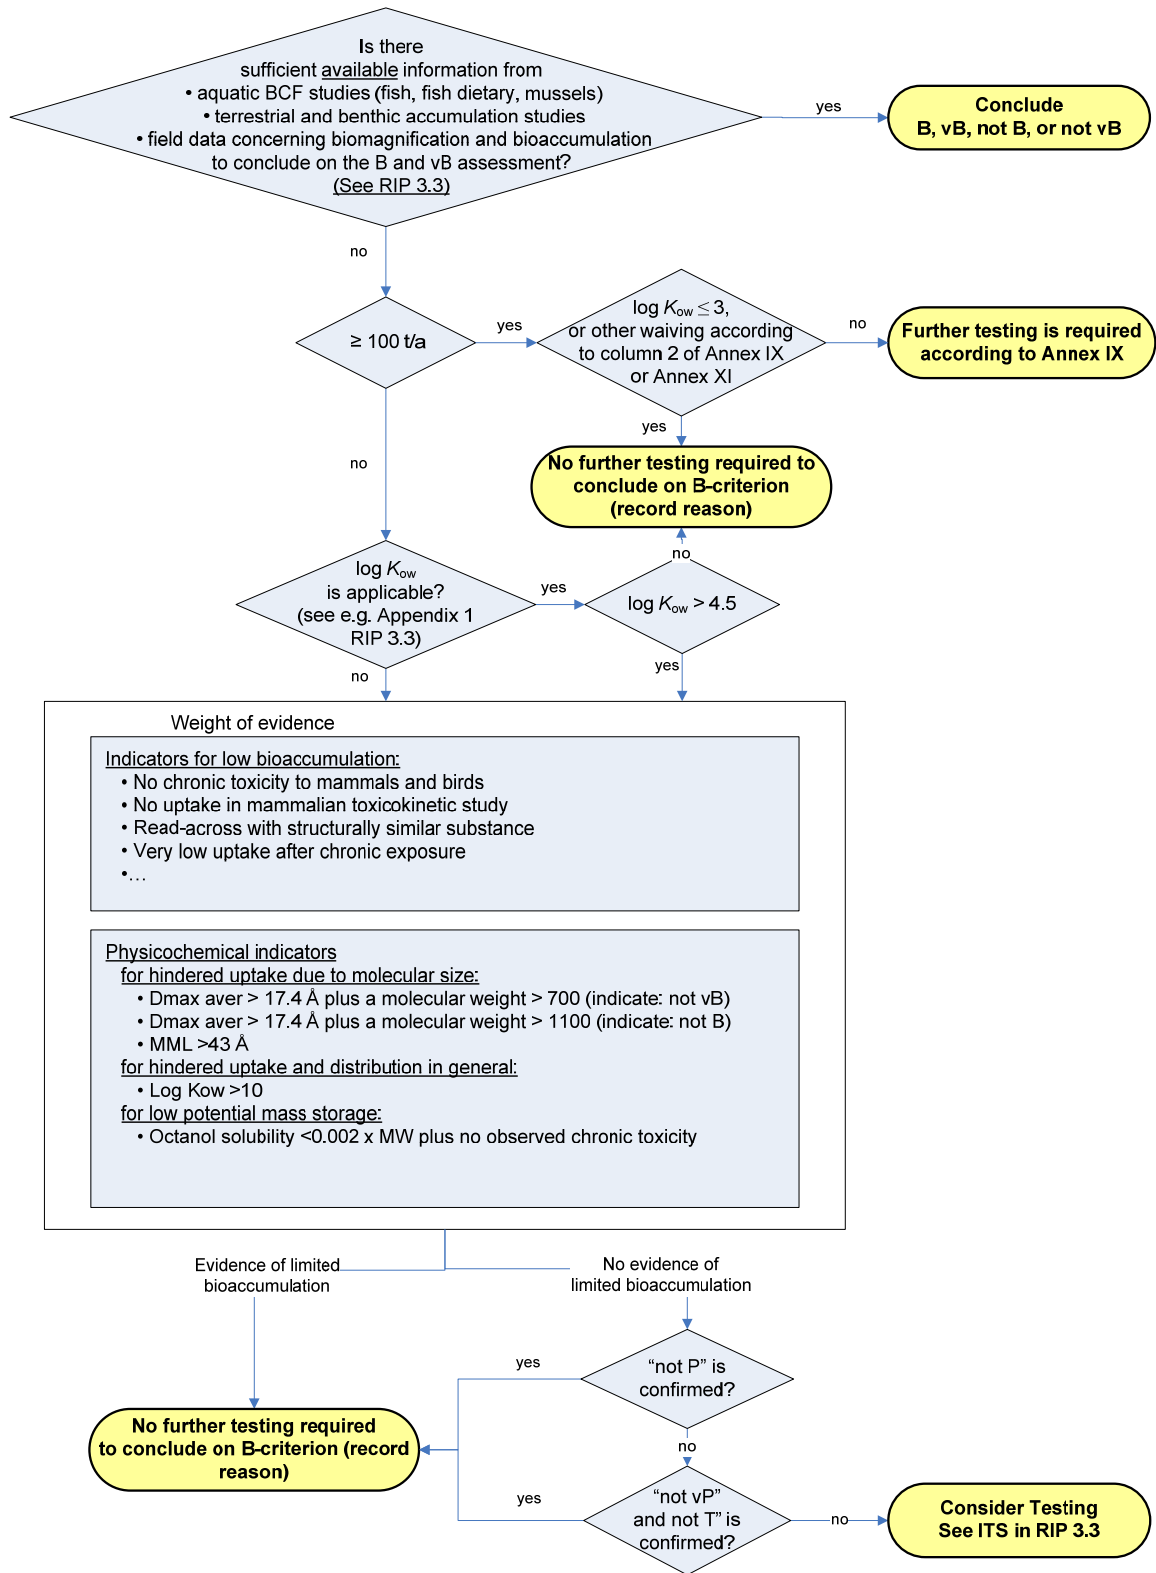 Is there
sufficient available information from
• aquatic BCF studies (fish, fish dietary, mussels)
• terrestrial and benthic accumulation studies
• field data concerning biomagnification and bioaccumulation
to conclude on the B and vB assessment?
(See RIP 3.3)
yes
Conclude
B, vB, not B, or not vB
no
≥ 100 t/a
yes
log Kow ≤ 3,
or other waiving according
to column 2 of Annex IX
or Annex XI
no
Further testing is required
according to Annex IX
yes
no
No further testing required to
conclude on B-criterion
(record reason)
no
log Kow
is applicable?
(see e.g. Appendix 1
RIP 3.3)
yes
log Kow > 4.5
no
yes
Weight of evidence
Indicators for low bioaccumulation:
• No chronic toxicity to mammals and birds
• No uptake in mammalian toxicokinetic study
• Read-across with structurally similar substance
• Very low uptake after chronic exposure
•…
Physicochemical indicators
for hindered uptake due to molecular size:
• Dmax aver > 17.4 Å plus a molecular weight > 700 (indicate: not vB)
• Dmax aver > 17.4 Å plus a molecular weight > 1100 (indicate: not B)
• MML >43 Å
for hindered uptake and distribution in general:
• Log Kow >10
for low potential mass storage:
• Octanol solubility <0.002 x MW plus no observed chronic toxicity
Evidence of limited
bioaccumulation
No evidence of
limited bioaccumulation
yes
“not P” is
confirmed?
No further testing required
to conclude on B-criterion (record
reason)
no
yes
“not vP”
and not T” is
confirmed?
no
Consider Testing
See ITS in RIP 3.3